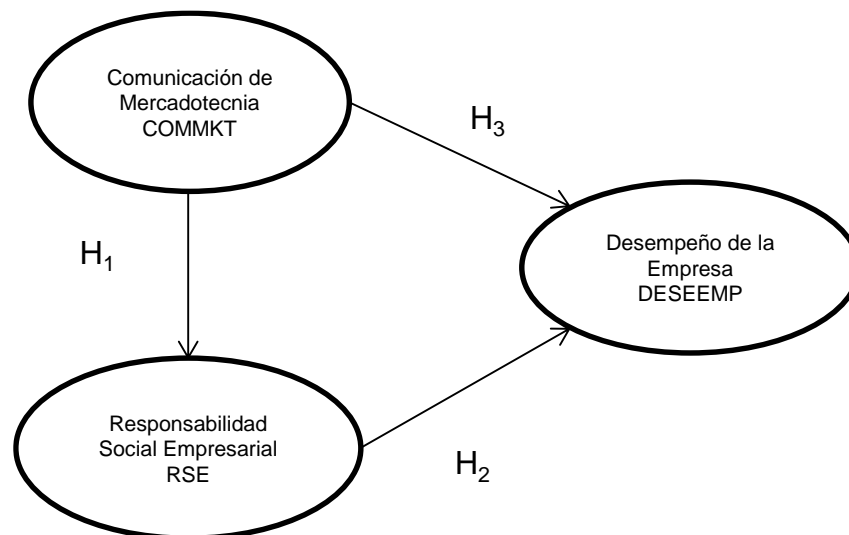 Comunicación de
Mercadotecnia
COMMKT
H₃
H₁
Desempeño de la
Empresa
DESEEMP
Responsabilidad
Social Empresarial
RSE
H₂